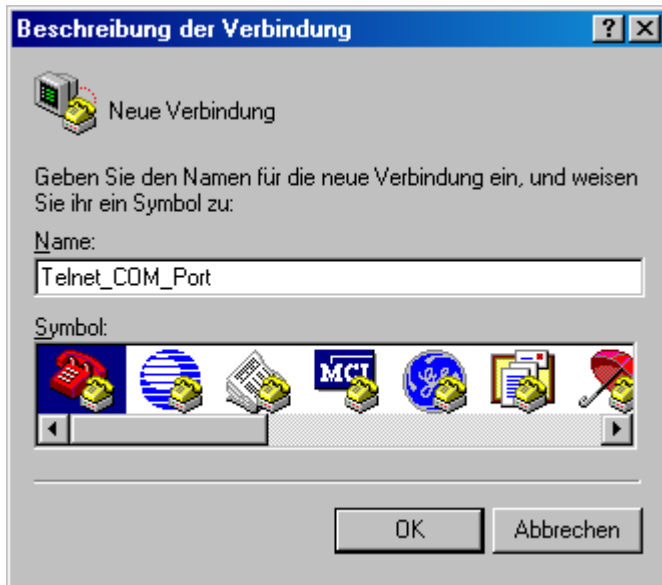 Beschreibung der Verbindung
Neue Verbindung
Geben Sie den Namen für die neue Verbindung ein, und weisen
Sie ihr ein Symbol zu:
Name:
Telnet_COM_Port
Symbol:
MCI
OK Abbrechen